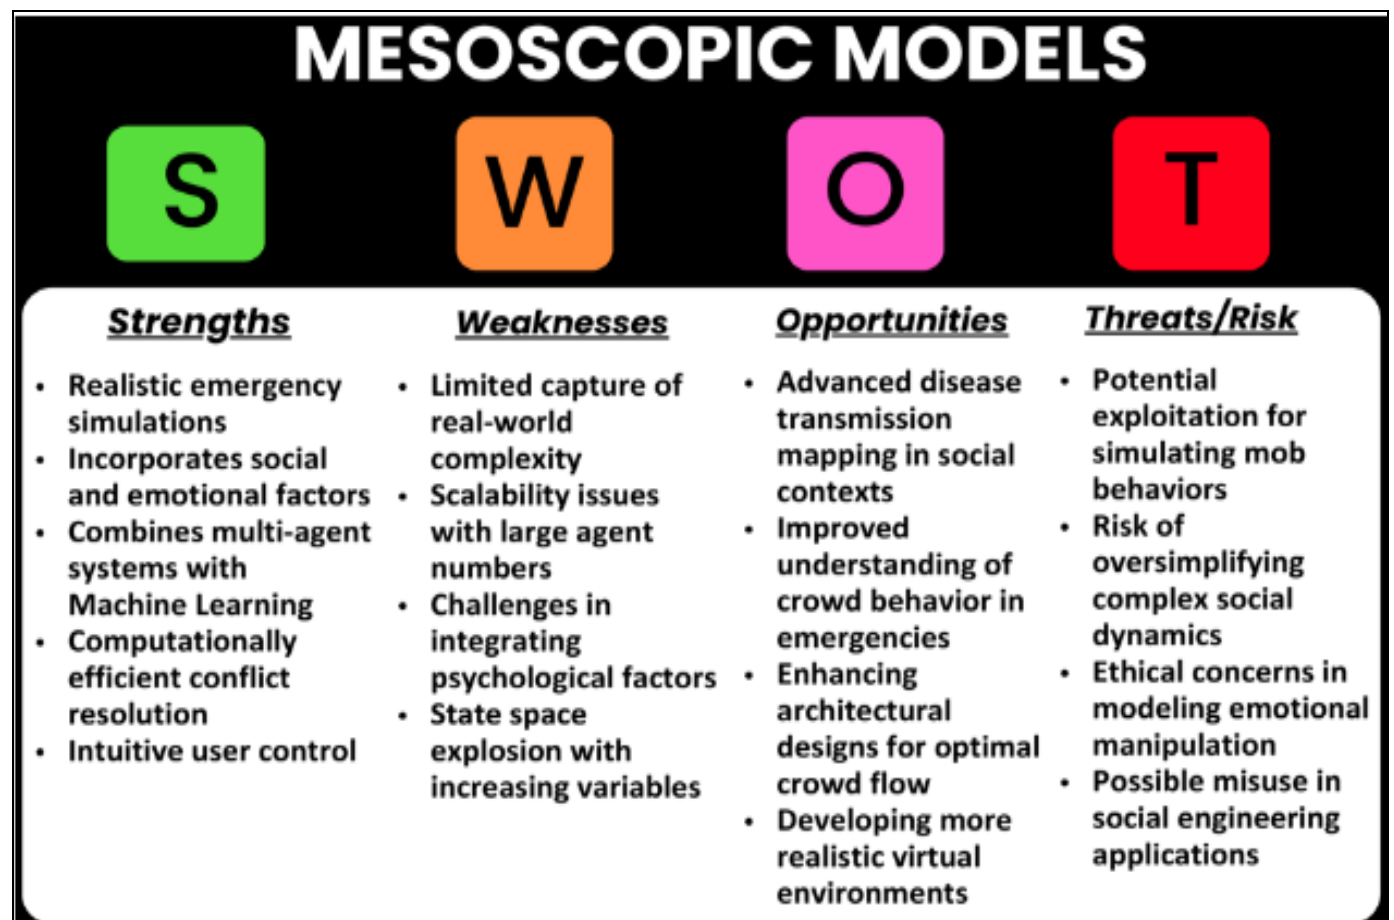 MESOSCOPIC MODELS
S
W
O
T
Strengths
• Realistic emergency
simulations
• Incorporates social
and emotional factors
• Combines multi-agent
systems with
Machine Learning
• Computationally
efficient conflict
resolution
• Intuitive user control
Weaknesses
• Limited capture of
real-world
complexity
• Scalability issues
with large agent
numbers
• Challenges in
integrating
psychological factors
• State space
explosion with
increasing variables
Opportunities
• Advanced disease
transmission
mapping in social
contexts
• Improved
understanding of
crowd behavior in
emergencies
• Enhancing
architectural
designs for optimal
crowd flow
• Developing more
realistic virtual
environments
Threats/Risk
• Potential
exploitation for
simulating mob
behaviors
• Risk of
oversimplifying
complex social
dynamics
• Ethical concerns in
modeling emotional
manipulation
• Possible misuse in
social engineering
applications